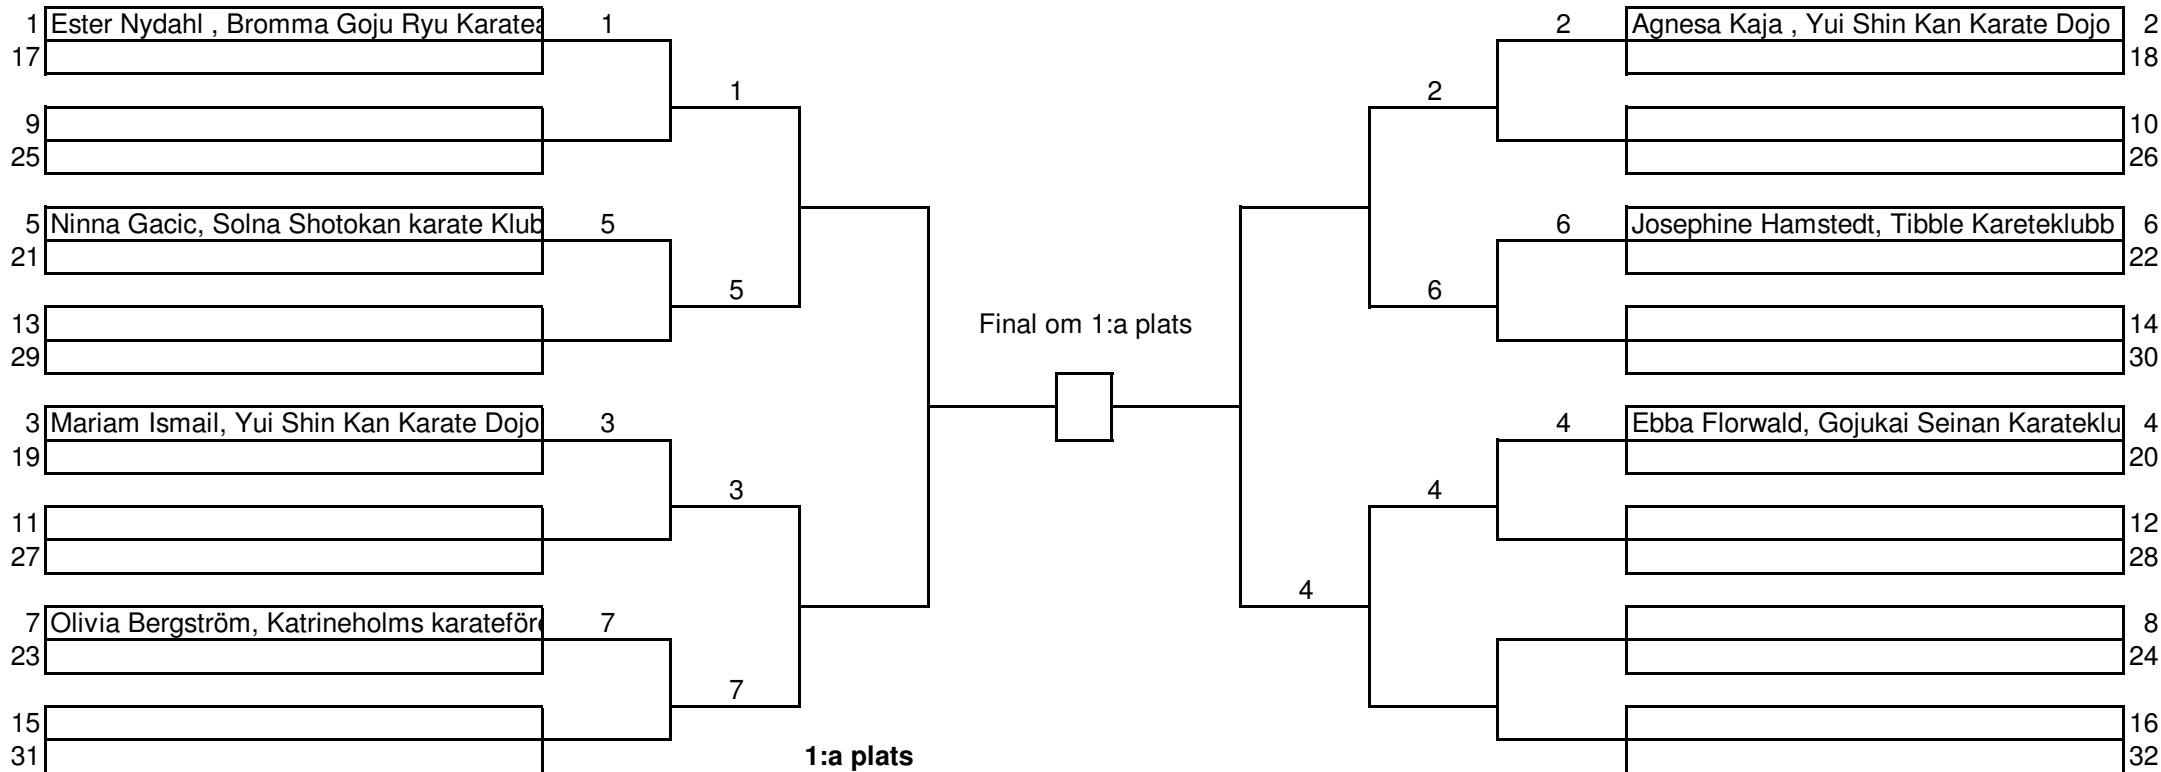 1 Ester Nydahl , Bromma Goju Ryu Karatea 1 2 Agnesa Kaja , Yui Shin Kan Karate Dojo 2
17 18
1 2
9 10
25 26
5 Ninna Gacic, Solna Shotokan karate Klub 5 6 Josephine Hamstedt, Tibble Kareteklubb 6
21 22
5 6
13 Final om 1:a plats 14
29 30
3 Mariam Ismail, Yui Shin Kan Karate Dojo 3 4 Ebba Florwald, Gojukai Seinan Karateklu 4
19 20
3 4
11 12
27 28
4
7 Olivia Bergström, Katrineholms karateföre 7 8
23 24
7
15 16
31 1:a plats 32